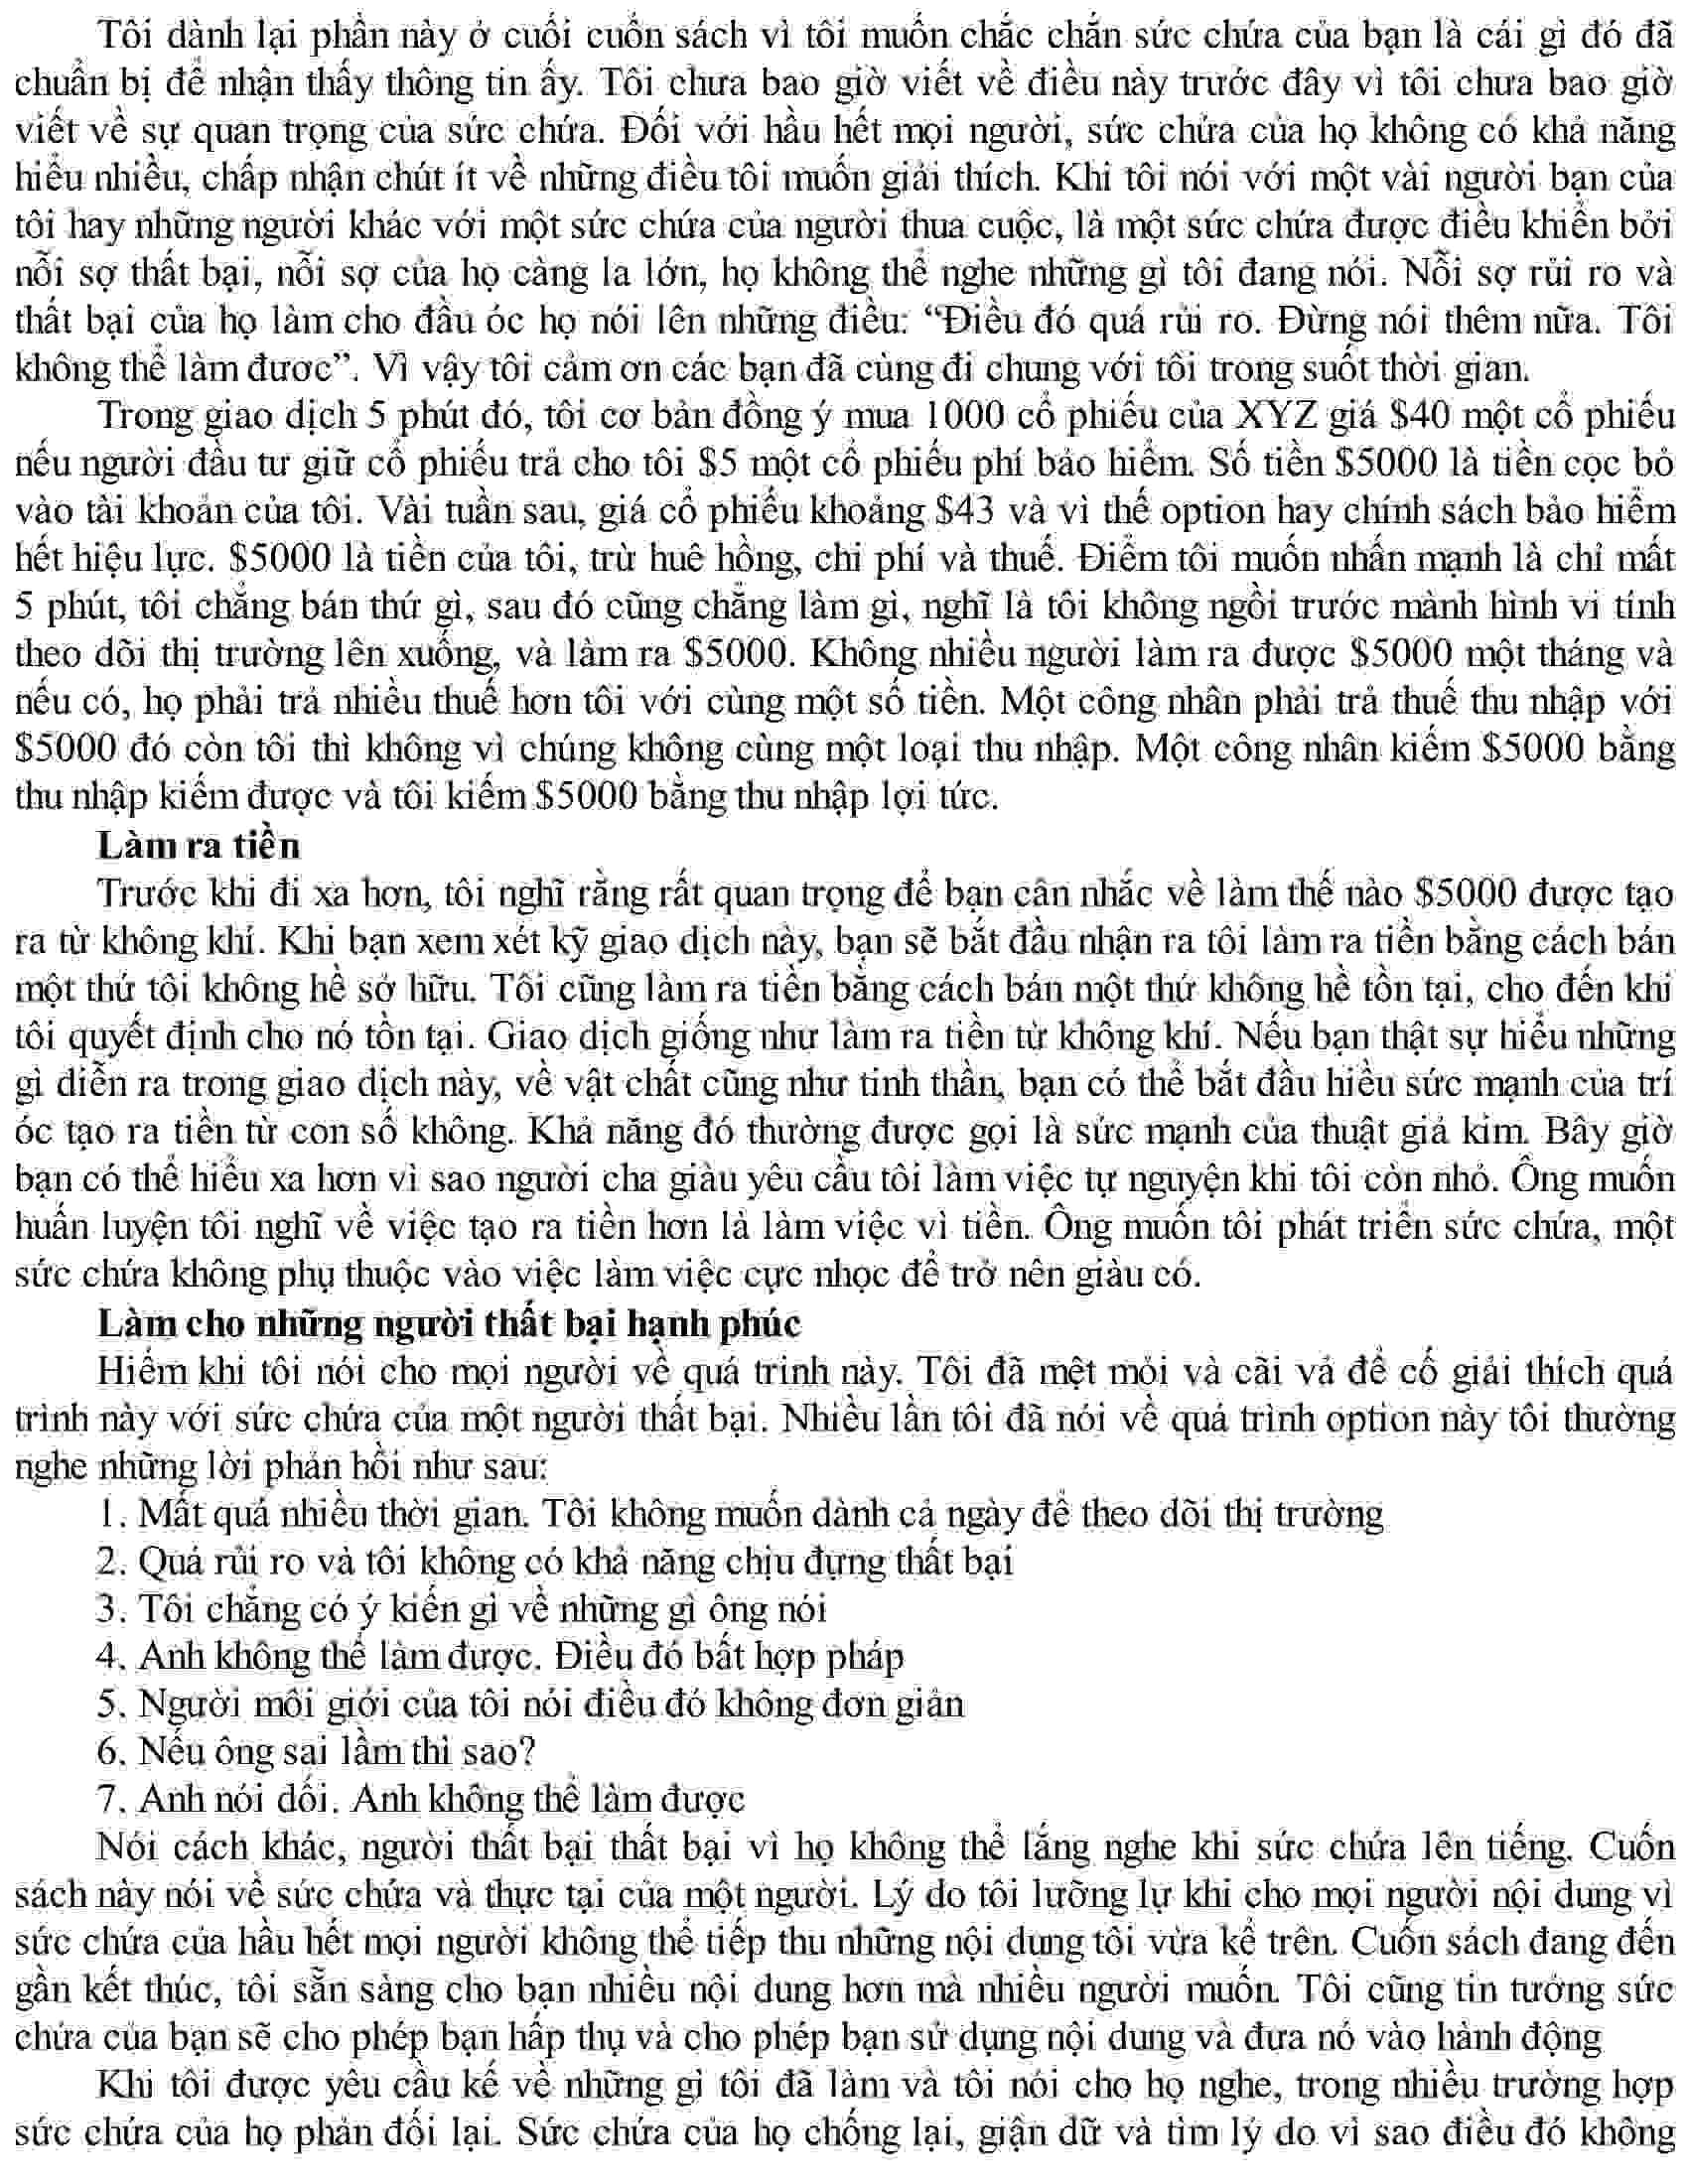 Tôi dành lại phần này ở cuối cuốn sách vì tôi muốn chắc chắn sức chứa của bạn là cái gì đó đã
chuẩn bị để nhận thấy thông tin ấy. Tôi chưa bao giờ viết về điều này trước đây vì tôi chưa bao giờ
viết về sự quan trọng của sức chứa. Đối với hầu hết mọi người, sức chứa của họ không có khả năng
hiểu nhiều, chấp nhận chút ít về những điều tôi muốn giải thích. Khi tôi nói với một vài người bạn của
tôi hay những người khác với một sức chứa của người thua cuộc, là một sức chứa được điều khiển bởi
nỗi sợ thất bại, nỗi sợ của họ càng la lớn, họ không thể nghe những gì tôi đang nói. Nỗi sợ rủi ro và
thất bại của họ làm cho đầu óc họ nói lên những điều: “Điều đó quá rủi ro. Đừng nói thêm nữa. Tôi
không thể làm đươc”. Vì vậy tôi cảm ơn các bạn đã cùng đi chung với tôi trong suốt thời gian.
Trong giao dịch 5 phút đó, tôi cơ bản đồng ý mua 1000 cổ phiếu của XYZ giá $40 một cổ phiếu
nếu người đầu tư giữ cổ phiếu trả cho tôi $5 một cổ phiếu phí bảo hiểm. Số tiền $5000 là tiền cọc bỏ
vào tài khoản của tôi. Vài tuần sau, giá cổ phiếu khoảng $43 và vì thế option hay chính sách bảo hiểm
hết hiệu lực. $5000 là tiền của tôi, trừ huê hồng, chi phí và thuế. Điểm tôi muốn nhấn mạnh là chỉ mất
5 phút, tôi chẳng bán thứ gì, sau đó cũng chẳng làm gì, nghĩ là tôi không ngồi trước mành hình vi tính
theo dõi thị trường lên xuống, và làm ra $5000. Không nhiều người làm ra được $5000 một tháng và
nếu có, họ phải trả nhiều thuế hơn tôi với cùng một số tiền. Một công nhân phải trả thuế thu nhập với
$5000 đó còn tôi thì không vì chúng không cùng một loại thu nhập. Một công nhân kiếm $5000 bằng
thu nhập kiếm được và tôi kiếm $5000 bằng thu nhập lợi tức.
Làm ra tiền
Trước khi đi xa hơn, tôi nghĩ rằng rất quan trọng để bạn cân nhắc về làm thế nào $5000 được tạo
ra từ không khí. Khi bạn xem xét kỹ giao dịch này, bạn sẽ bắt đầu nhận ra tôi làm ra tiền bằng cách bán
một thứ tôi không hề sở hữu. Tôi cũng làm ra tiền bằng cách bán một thứ không hề tồn tại, cho đến khi
tôi quyết định cho nó tồn tại. Giao dịch giống như làm ra tiền từ không khí. Nếu bạn thật sự hiểu những
gì diễn ra trong giao dịch này, về vật chất cũng như tinh thần, bạn có thể bắt đầu hiều sức mạnh của trí
óc tạo ra tiền từ con số không. Khả năng đó thường được gọi là sức mạnh của thuật giả kim. Bây giờ
bạn có thể hiểu xa hơn vì sao người cha giàu yêu cầu tôi làm việc tự nguyện khi tôi còn nhỏ. Ông muốn
huấn luyện tôi nghĩ về việc tạo ra tiền hơn là làm việc vì tiền. Ông muốn tôi phát triển sức chứa, một
sức chứa không phụ thuộc vào việc làm việc cực nhọc để trở nên giàu có.
Làm cho những người thất bại hạnh phúc
Hiếm khi tôi nói cho mọi người về quá trình này. Tôi đã mệt mỏi và cãi vả để cố giải thích quá
trình này với sức chứa của một người thất bại. Nhiều lần tôi đã nói về quá trình option này tôi thường
nghe những lời phản hồi như sau:
1. Mất quá nhiều thời gian. Tôi không muốn dành cả ngày để theo dõi thị trường
2. Quá rủi ro và tôi không có khả năng chịu đựng thất bại
3. Tôi chẳng có ý kiến gì về những gì ông nói
4. Anh không thể làm được. Điều đó bất hợp pháp
5. Người môi giới của tôi nói điều đó không đơn giản
6. Nếu ông sai lầm thì sao?
7. Anh nói dối. Anh không thể làm được
Nói cách khác, người thất bại thất bại vì họ không thể lắng nghe khi sức chứa lên tiếng. Cuốn
sách này nói về sức chứa và thực tại của một người. Lý do tôi lưỡng lự khi cho mọi người nội dung vì
sức chứa của hầu hết mọi người không thể tiếp thu những nội dung tôi vừa kể trên. Cuốn sách đang đến
gần kết thúc, tôi sẵn sàng cho bạn nhiều nội dung hơn mà nhiều người muốn. Tôi cũng tin tưởng sức
chứa của bạn sẽ cho phép bạn hấp thụ và cho phép bạn sử dụng nội dung và đưa nó vào hành động
Khi tôi được yêu cầu kể về những gì tôi đã làm và tôi nói cho họ nghe, trong nhiều trường hợp
sức chứa của họ phản đối lại. Sức chứa của họ chống lại, giận dữ và tìm lý do vì sao điều đó không